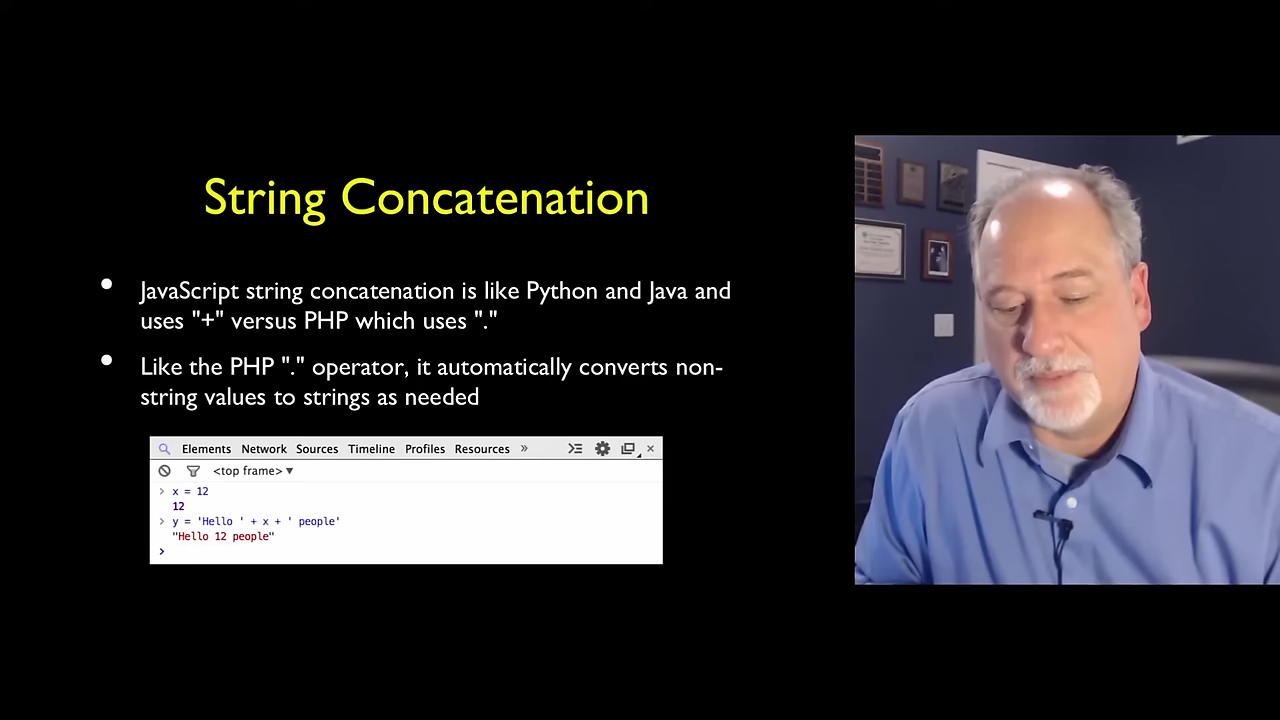 String Concatenation
• JavaScript string concatenation is like Python and Java and
uses "+" versus PHP which uses "."
• Like the PHP "." operator, it automatically converts non-
string values to strings as needed
Elements Network Sources Timeline Profiles Resources »
<top frame> ▼
> x = 12
12
> y = 'Hello ' + x + ' people'
"Hello 12 people"
>